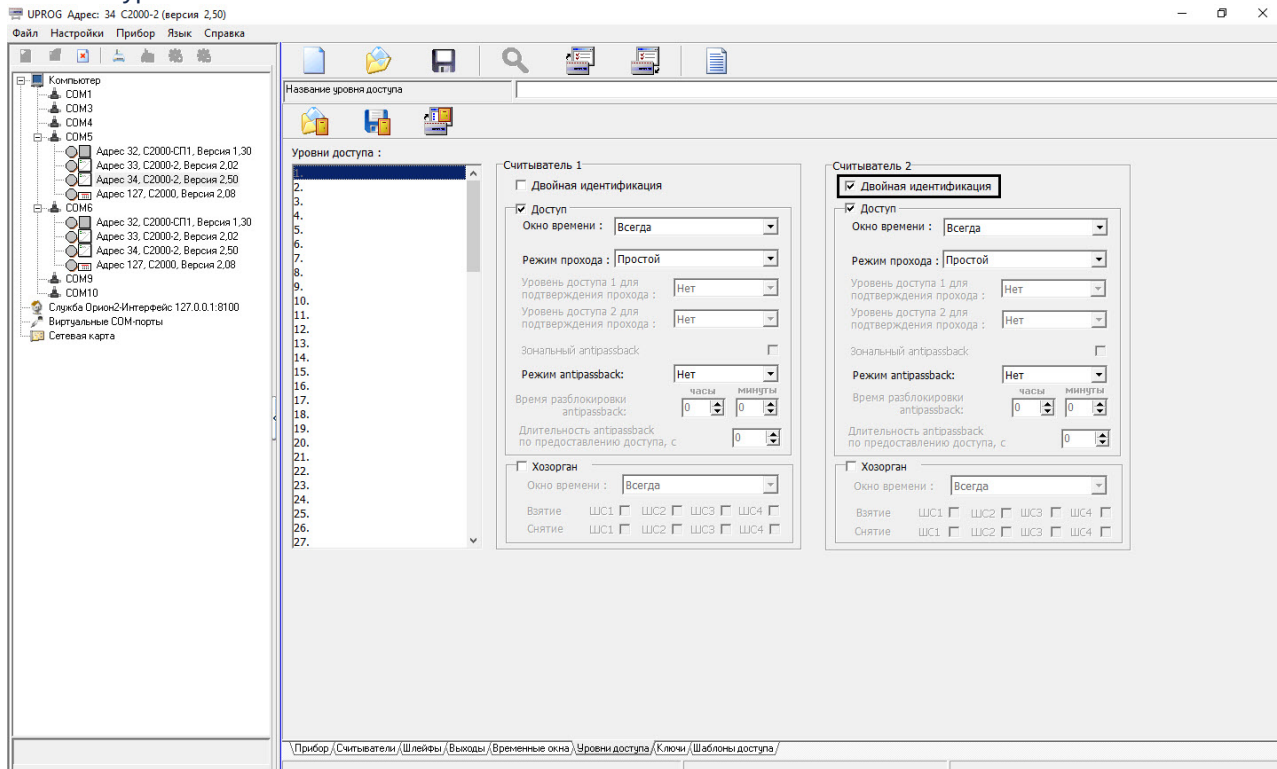 UPROG Адрес: 34 С2000-2 (версия 2,50)
Файл Настройки Прибор Язык Справка
Компьютер
COM1
COM3
COM4
COM5
Адрес 32, С2000-СП1, Версия 1,30
Адрес 33, С2000-2, Версия 2,02
Адрес 34, С2000-2, Версия 2,50
Адрес 127, С2000, Версия 2,08
COM6
Адрес 32, С2000-СП1, Версия 1,30
Адрес 33, С2000-2, Версия 2,02
Адрес 34, С2000-2, Версия 2,50
Адрес 127, С2000, Версия 2,08
COM9
COM10
Служба Орион2-Интерфейс 127.0.0.1:8100
Виртуальные COM-порты
Сетевая карта
Название уровня доступа
Уровни доступа :
1.
2.
3.
4.
5.
6.
7.
8.
9.
10.
11.
12.
13.
14.
15.
16.
17.
18.
19.
20.
21.
22.
23.
24.
25.
26.
27.
Считыватель 1
Двойная идентификация
Доступ
Окно времени : Всегда
Режим прохода : Простой
Уровень доступа 1 для
подтверждения прохода : Нет
Уровень доступа 2 для
подтверждения прохода : Нет
Зональный antipassback
Режим antipassback: Нет
часы минуты
Время разблокировки
antipassback: 0 0
Длительность antipassback
по предоставлению доступа, с 0
Хозорган
Окно времени : Всегда
Взятие ШС1 ШС2 ШС3 ШС4
Снятие ШС1 ШС2 ШС3 ШС4
Считыватель 2
Двойная идентификация
Доступ
Окно времени : Всегда
Режим прохода : Простой
Уровень доступа 1 для
подтверждения прохода : Нет
Уровень доступа 2 для
подтверждения прохода : Нет
Зональный antipassback
Режим antipassback: Нет
часы минуты
Время разблокировки
antipassback: 0 0
Длительность antipassback
по предоставлению доступа, с 0
Хозорган
Окно времени : Всегда
Взятие ШС1 ШС2 ШС3 ШС4
Снятие ШС1 ШС2 ШС3 ШС4
Прибор Считыватели Шлейфы Выходы Временные окна Уровни доступа Ключи Шаблоны доступа